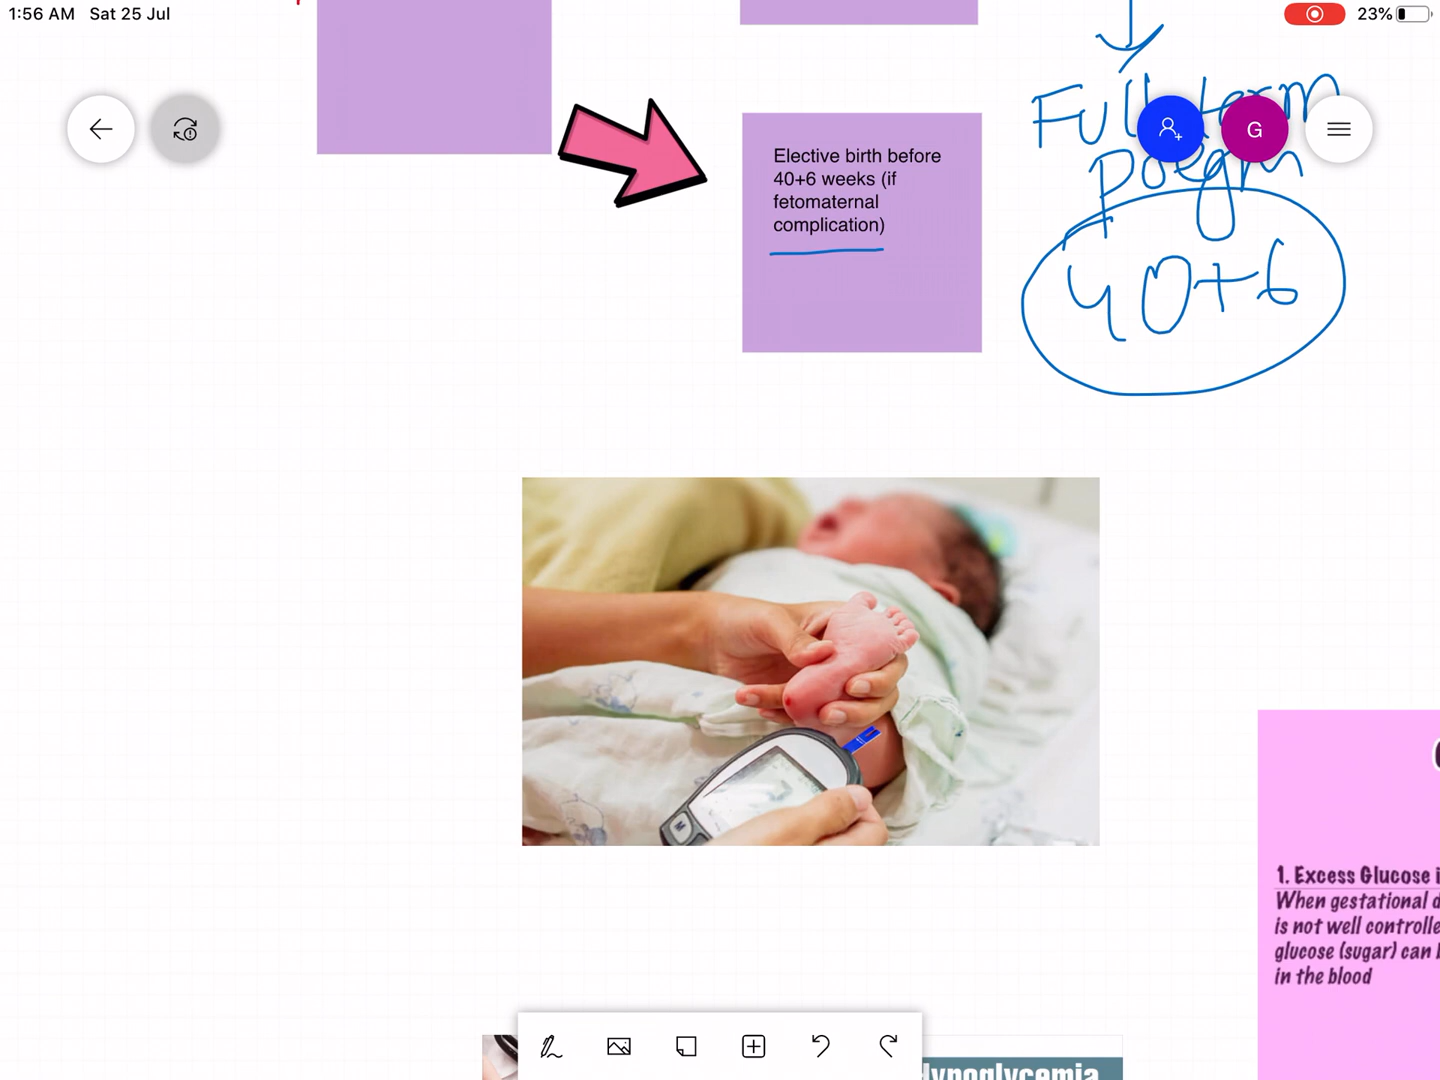 1:56 AM Sat 25 Jul
23%
Elective birth before
40+6 weeks (if
fetomaternal
complication)
Full term
40+6
G
M
1. Excess Glucose i
When gestational d
is not well controlle
glucose (sugar) can
in the blood
Hypoglycemia